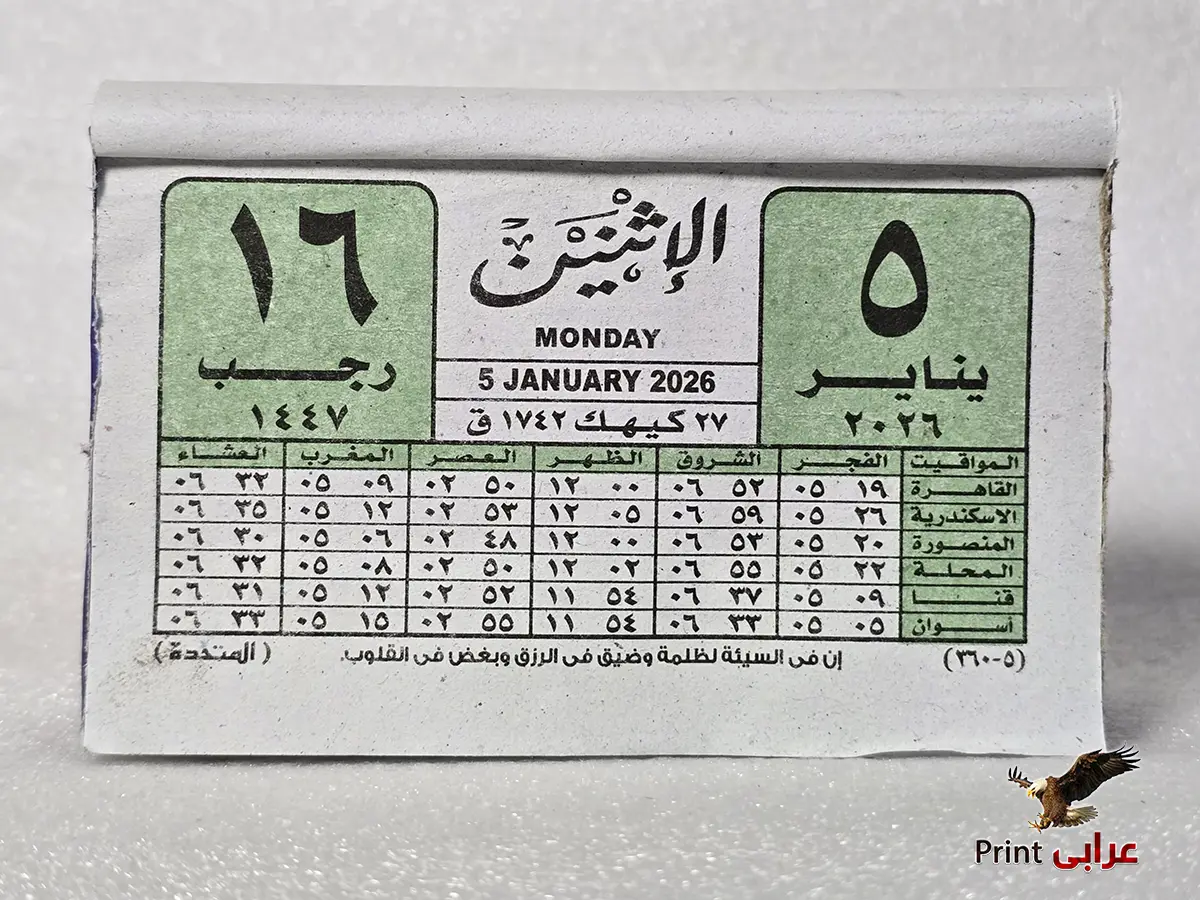 ٥
يناير
٢٠٢٦
الإثنين
MONDAY
5 JANUARY 2026
٢٧ كيهك ١٧٤٢ ق
١٦
رجب
١٤٤٧
المواقيت الفجر الشروق الظهر العصر المغرب العشاء
القاهرة ١٩ ٠٥ ٥٢ ٠٦ ٠٠ ١٢ ٥٠ ٠٢ ٠٩ ٠٥ ٣٢ ٠٦
الاسكندرية ٢٦ ٠٥ ٥٩ ٠٦ ٠٥ ١٢ ٥٣ ٠٢ ١٢ ٠٥ ٣٥ ٠٦
المنصورة ٢٠ ٠٥ ٥٣ ٠٦ ٠٠ ١٢ ٤٨ ٠٢ ٠٦ ٠٥ ٣٠ ٠٦
المحلة ٢٢ ٠٥ ٥٥ ٠٦ ٠٢ ١٢ ٥٠ ٠٢ ٠٨ ٠٥ ٣٢ ٠٦
قنا ٠٩ ٠٥ ٣٧ ٠٦ ٥٤ ١١ ٥٢ ٠٢ ١٢ ٠٥ ٣١ ٠٦
أسوان ٠٥ ٠٥ ٣٣ ٠٦ ٥٤ ١١ ٥٥ ٠٢ ١٥ ٠٥ ٣٣ ٠٦
(٥-٣٦٠) إن فى السيئة لظلمة وضيق فى الرزق وبغض فى القلوب. (المتحدة)
Print عرابى